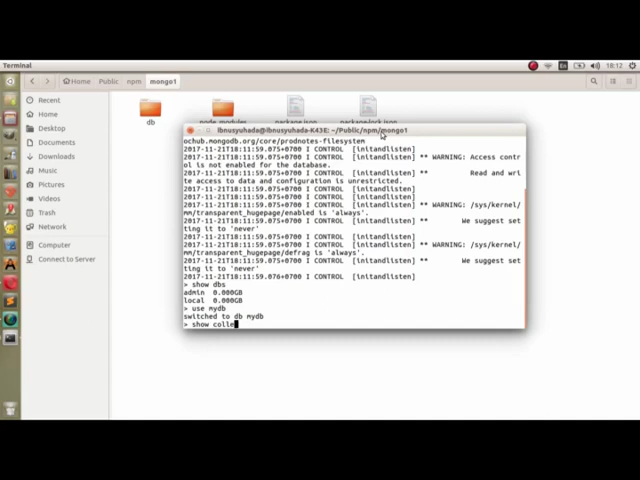 Terminal
En
18:12
Home
Public
npm
mongo1
Recent
Home
Desktop
Documents
Downloads
Music
Pictures
Videos
Trash
Network
Computer
Connect to Server
db
node_modules
package.json
package-lock.json
ibnusyuhada@ibnusyuhada-K43E: ~/Public/npm/mongo1
ochub.mongodb.org/core/prodnotes-filesystem
2017-11-21T18:11:59.075+0700 I CONTROL  [initandlisten]
2017-11-21T18:11:59.075+0700 I CONTROL  [initandlisten] ** WARNING: Access contr
ol is not enabled for the database.
2017-11-21T18:11:59.075+0700 I CONTROL  [initandlisten] **          Read and wri
te access to data and configuration is unrestricted.
2017-11-21T18:11:59.075+0700 I CONTROL  [initandlisten]
2017-11-21T18:11:59.075+0700 I CONTROL  [initandlisten]
2017-11-21T18:11:59.075+0700 I CONTROL  [initandlisten] ** WARNING: /sys/kernel/
mm/transparent_hugepage/enabled is 'always'.
2017-11-21T18:11:59.075+0700 I CONTROL  [initandlisten] **        We suggest set
ting it to 'never'
2017-11-21T18:11:59.075+0700 I CONTROL  [initandlisten]
2017-11-21T18:11:59.075+0700 I CONTROL  [initandlisten] ** WARNING: /sys/kernel/
mm/transparent_hugepage/defrag is 'always'.
2017-11-21T18:11:59.075+0700 I CONTROL  [initandlisten] **        We suggest set
ting it to 'never'
2017-11-21T18:11:59.076+0700 I CONTROL  [initandlisten]
> show dbs
admin  0.000GB
local  0.000GB
> use mydb
switched to db mydb
> show colle